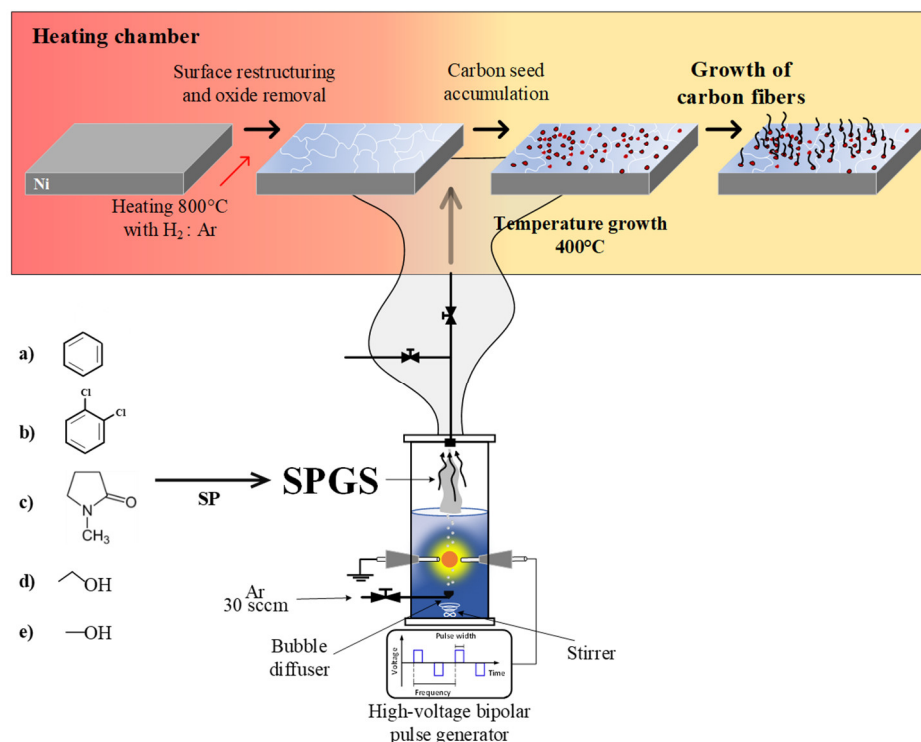 Heating chamber
Surface restructuring
and oxide removal
Carbon seed
accumulation
Growth of
carbon fibers
Ni
Heating 800°C
with H₂ : Ar
Temperature growth
400°C
a)
b)
Cl
Cl
c)
N
O
CH₃
SP
SPGS
d)
OH
e)
OH
Ar
30 sccm
Bubble
diffuser
Stirrer
Pulse width
Voltage
Time
Frequency
High-voltage bipolar
pulse generator